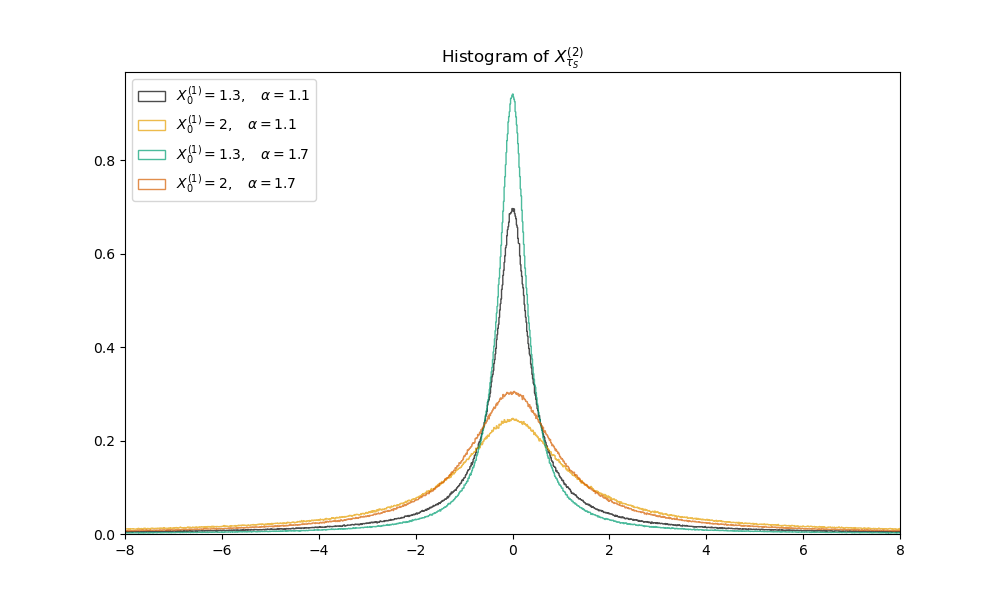 Histogram of $X^{(2)}_{\tau_S}$
$X^{(1)}_0 = 1.3, \quad \alpha = 1.1$
$X^{(1)}_0 = 2, \quad \alpha = 1.1$
$X^{(1)}_0 = 1.3, \quad \alpha = 1.7$
$X^{(1)}_0 = 2, \quad \alpha = 1.7$
0.8
0.6
0.4
0.2
0.0
−8 −6 −4 −2 0 2 4 6 8